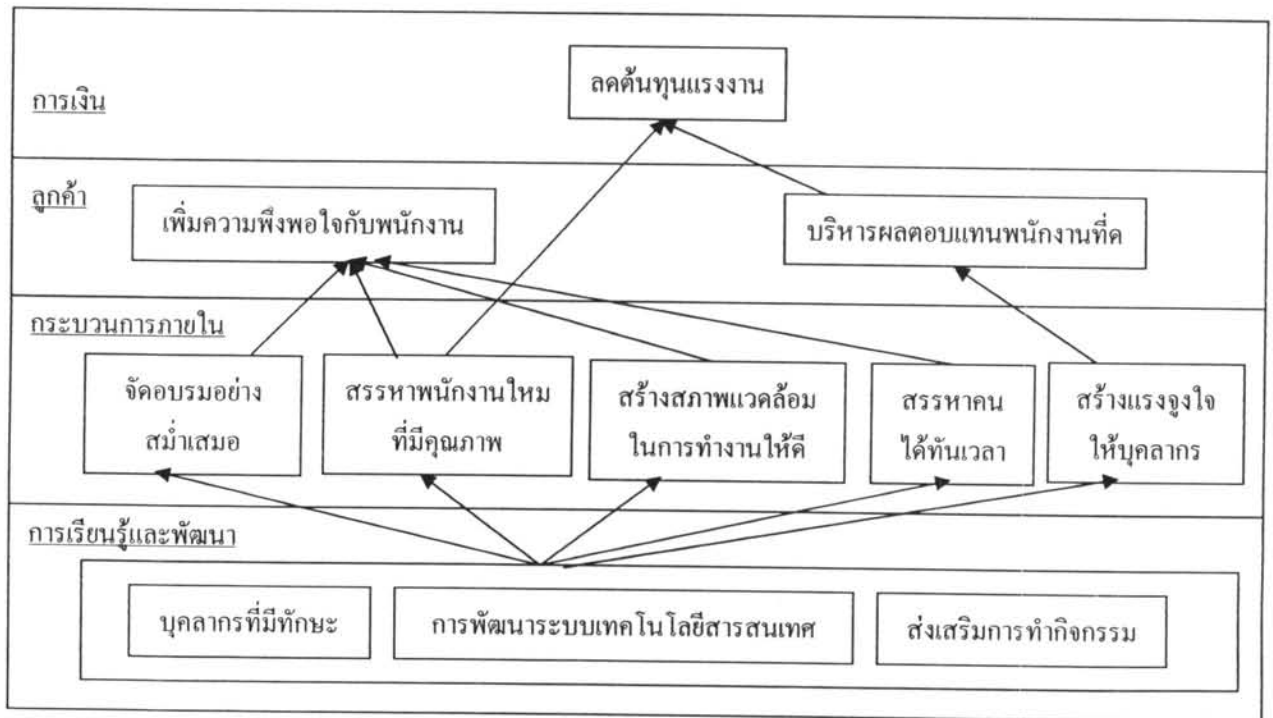 ลดต้นทุนแรงงาน
การเงิน
ลูกค้า
เพิ่มความพึงพอใจกับพนักงาน
บริหารผลตอบแทนพนักงานที่ด
กระบวนการภายใน
จัดอบรมอย่าง
สม่ำเสมอ
สรรหาพนักงานใหม
ที่มีคุณภาพ
สร้างสภาพแวดล้อม
ในการทำงานให้ดี
สรรหาคน
ได้ทันเวลา
สร้างแรงจูงใจ
ให้บุคลากร
การเรียนรู้และพัฒนา
บุคลากรที่มีทักษะ
การพัฒนาระบบเทคโนโลยีสารสนเทศ
ส่งเสริมการทำกิจกรรม